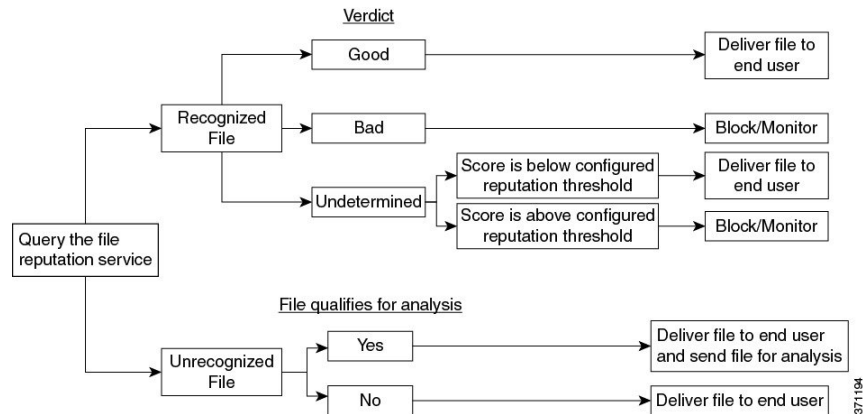 Verdict
Good
Deliver file to
end user
Recognized
File
Bad
Block/Monitor
Undetermined
Score is below configured
reputation threshold
Deliver file to
end user
Score is above configured
reputation threshold
Block/Monitor
Query the file
reputation service
File qualifies for analysis
Unrecognized
File
Yes
Deliver file to end user
and send file for analysis
No
Deliver file to end user
371194